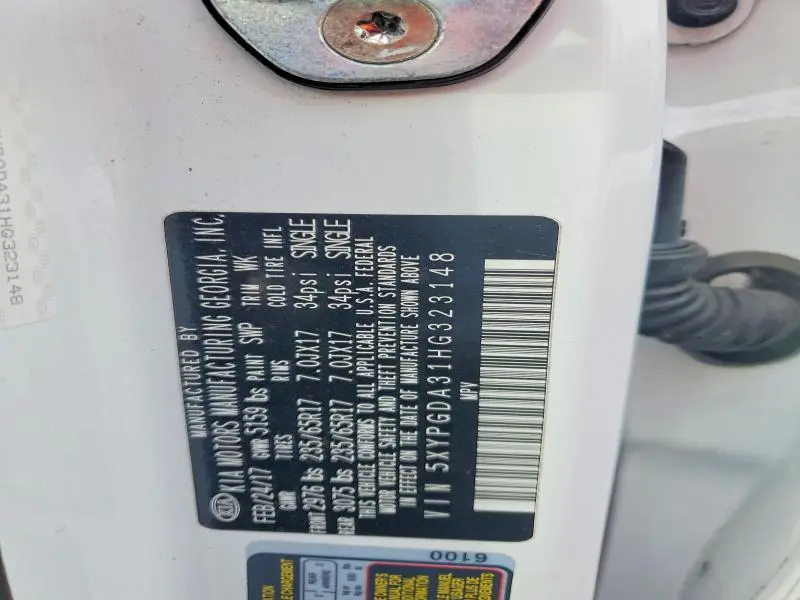 MANUFACTURED BY
KIA
KIA MOTORS MANUFACTURING GEORGIA, INC.
FEB/24/17 GVWR 5159 lbs PAINT SWP TRIM WK
GAWR TIRES RIMS COLD TIRE INFL
FRONT 2976 lbs 235/65R17 7.0JX17 34psi SINGLE
REAR 3075 lbs 235/65R17 7.0JX17 34psi SINGLE
THIS VEHICLE CONFORMS TO ALL APPLICABLE U.S.A. FEDERAL
MOTOR VEHICLE SAFETY AND THEFT PREVENTION STANDARDS
IN EFFECT ON THE DATE OF MANUFACTURE SHOWN ABOVE
VIN 5XYPGDA31HG323148
MPV
DA31HG323148
6100